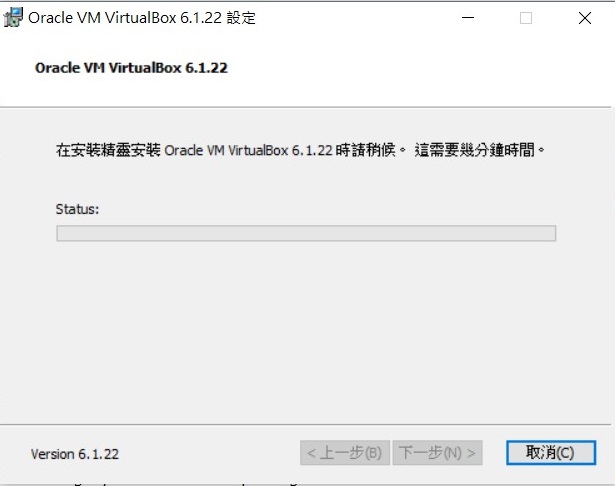 Oracle VM VirtualBox 6.1.22 設定
Oracle VM VirtualBox 6.1.22
在安裝精靈安裝 Oracle VM VirtualBox 6.1.22 時請稍候。 這需要幾分鐘時間。
Status:
Version 6.1.22
< 上一步(B)
下一步(N) >
取消(C)